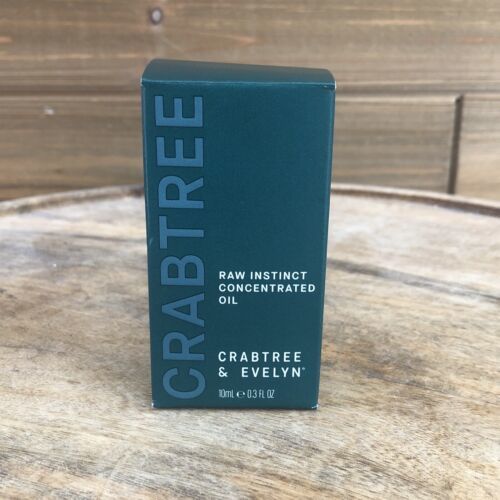 CRABTREE
RAW INSTINCT
CONCENTRATED
OIL
CRABTREE
& EVELYN®
10mL ℮ 0.3 FL OZ